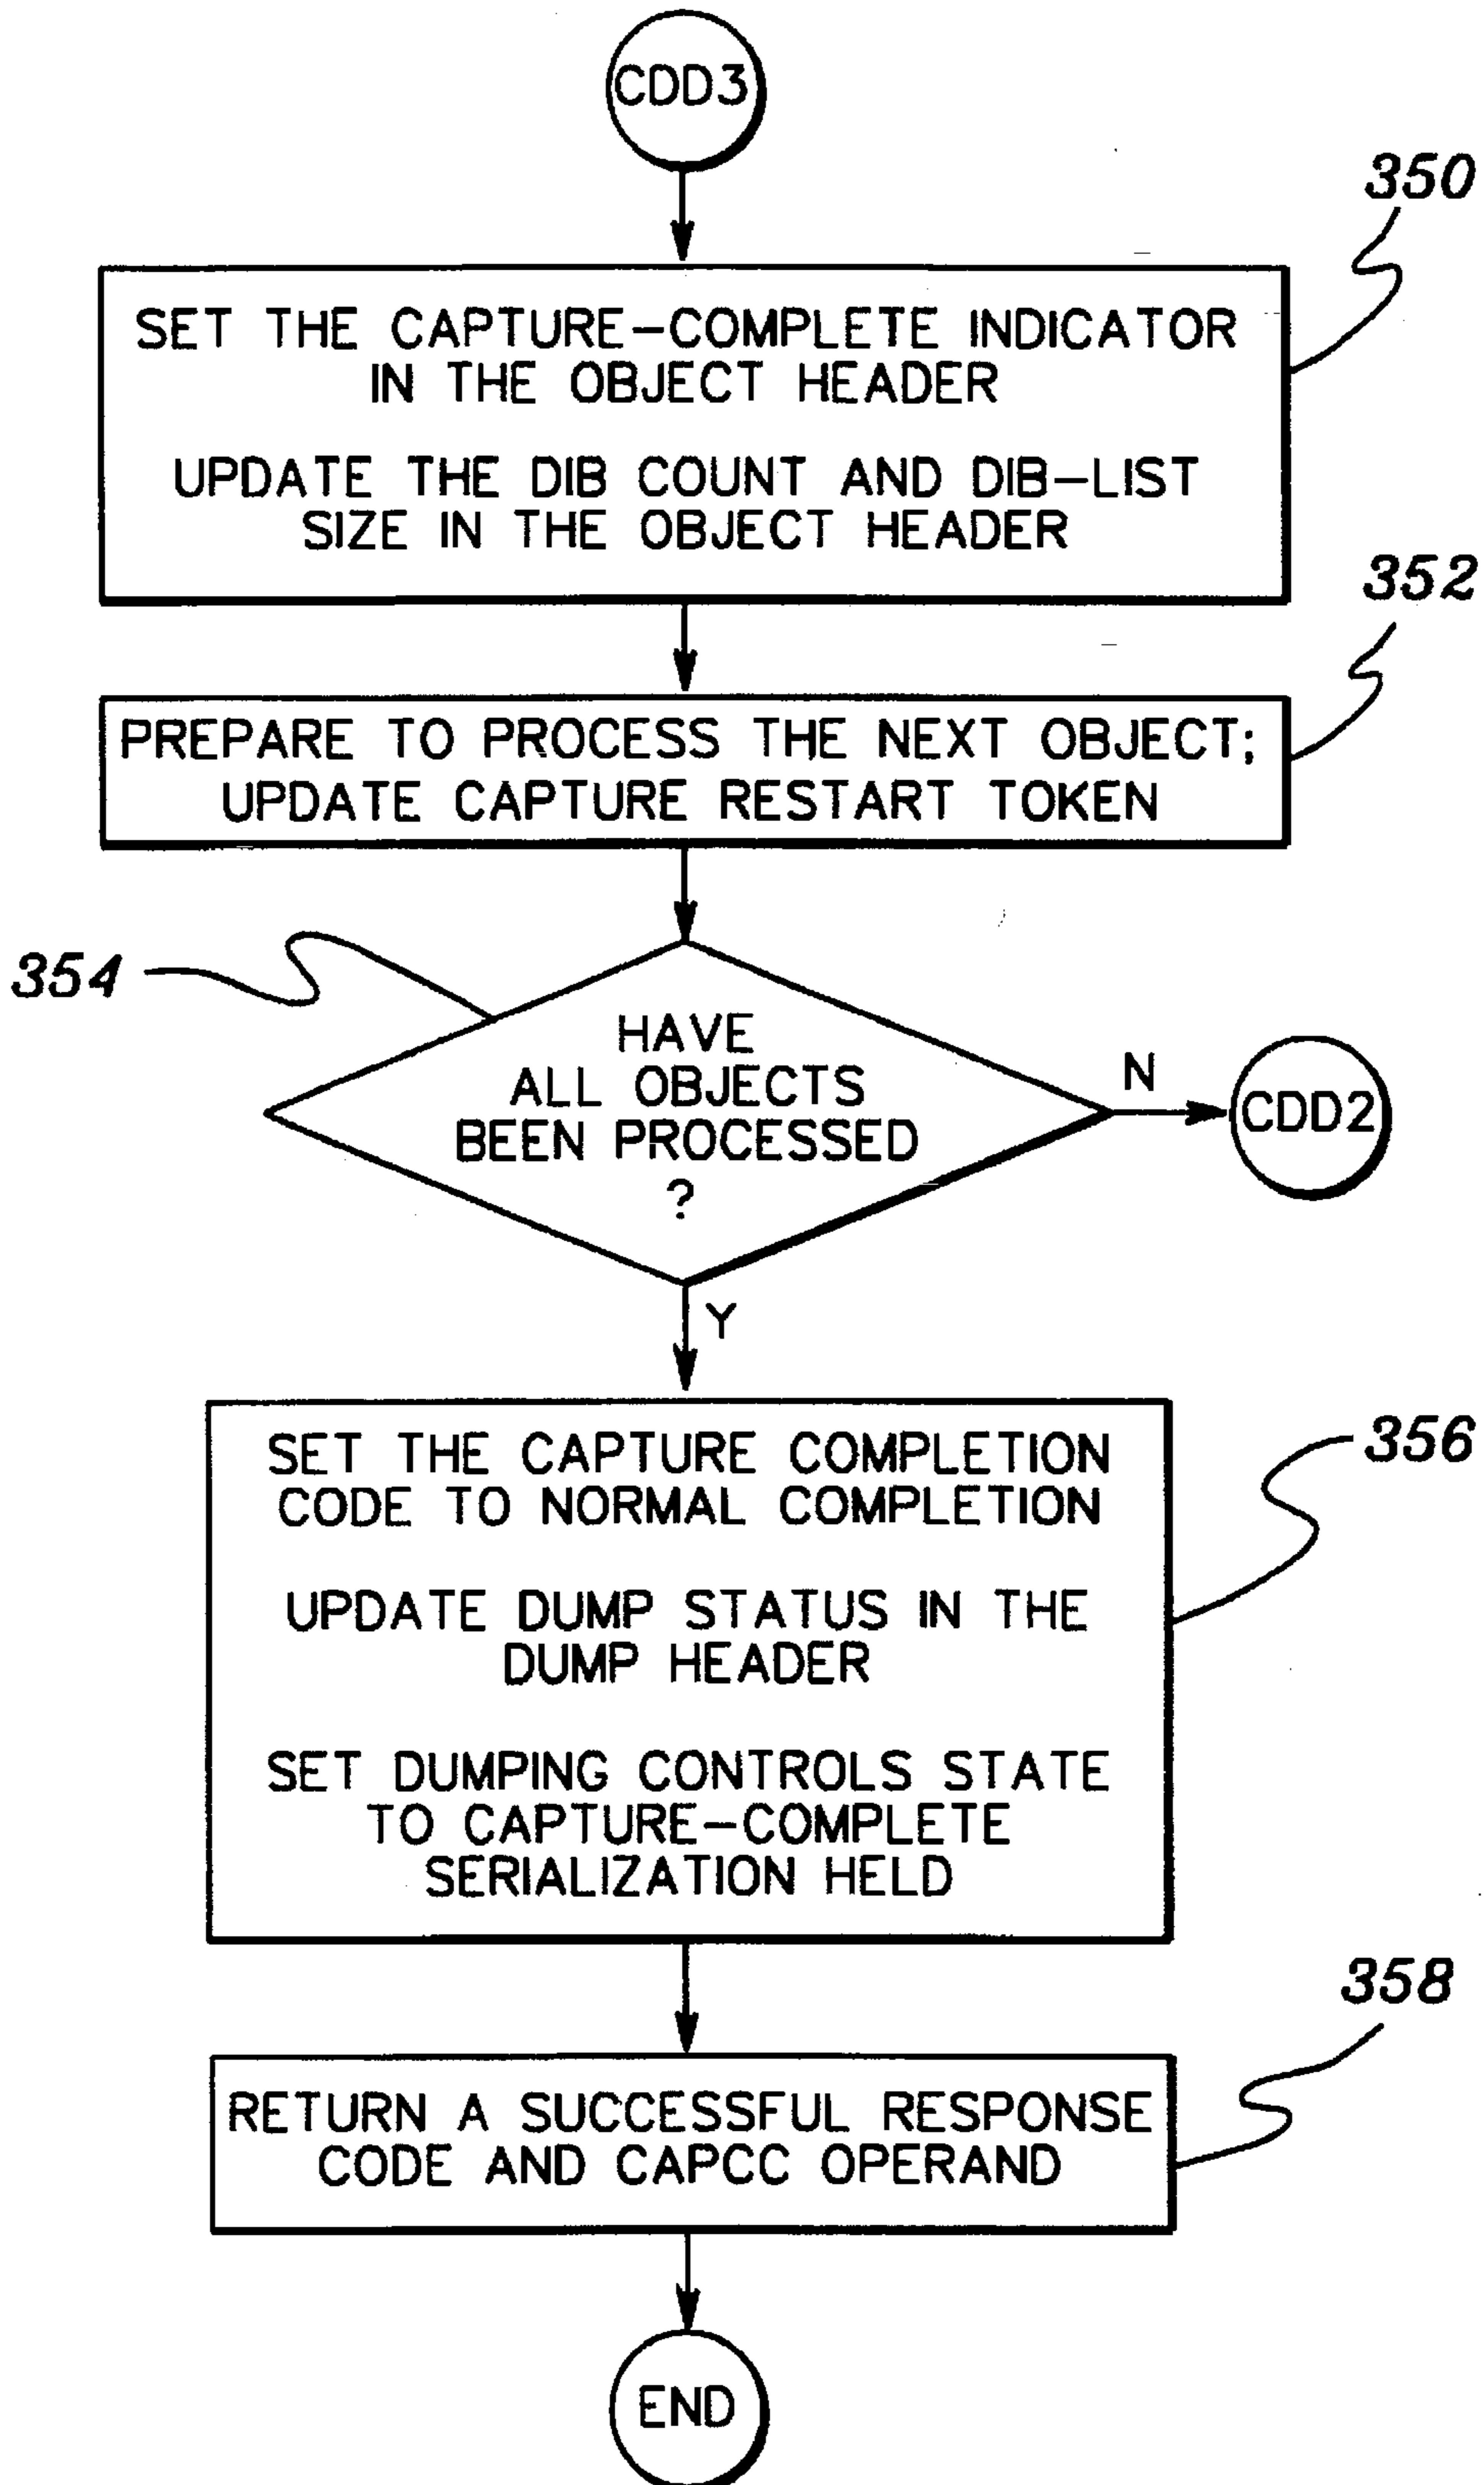 CDD3
350
SET THE CAPTURE-COMPLETE INDICATOR
IN THE OBJECT HEADER
UPDATE THE DIB COUNT AND DIB-LIST
SIZE IN THE OBJECT HEADER
352
PREPARE TO PROCESS THE NEXT OBJECT;
UPDATE CAPTURE RESTART TOKEN
354
HAVE
ALL OBJECTS
BEEN PROCESSED
?
N
CDD2
Y
356
SET THE CAPTURE COMPLETION
CODE TO NORMAL COMPLETION
UPDATE DUMP STATUS IN THE
DUMP HEADER
SET DUMPING CONTROLS STATE
TO CAPTURE-COMPLETE
SERIALIZATION HELD
358
RETURN A SUCCESSFUL RESPONSE
CODE AND CAPCC OPERAND
END